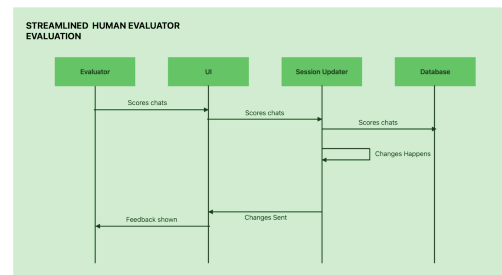 STREAMLINED HUMAN EVALUATOR
EVALUATION
Evaluator
UI
Session Updater
Database
Scores chats
Scores chats
Scores chats
Changes Happens
Changes Sent
Feedback shown